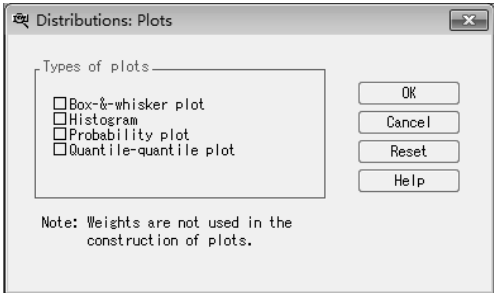 Distributions: Plots
Types of plots
Box-&-whisker plot
Histogram
Probability plot
Quantile-quantile plot
OK
Cancel
Reset
Help
Note: Weights are not used in the
construction of plots.